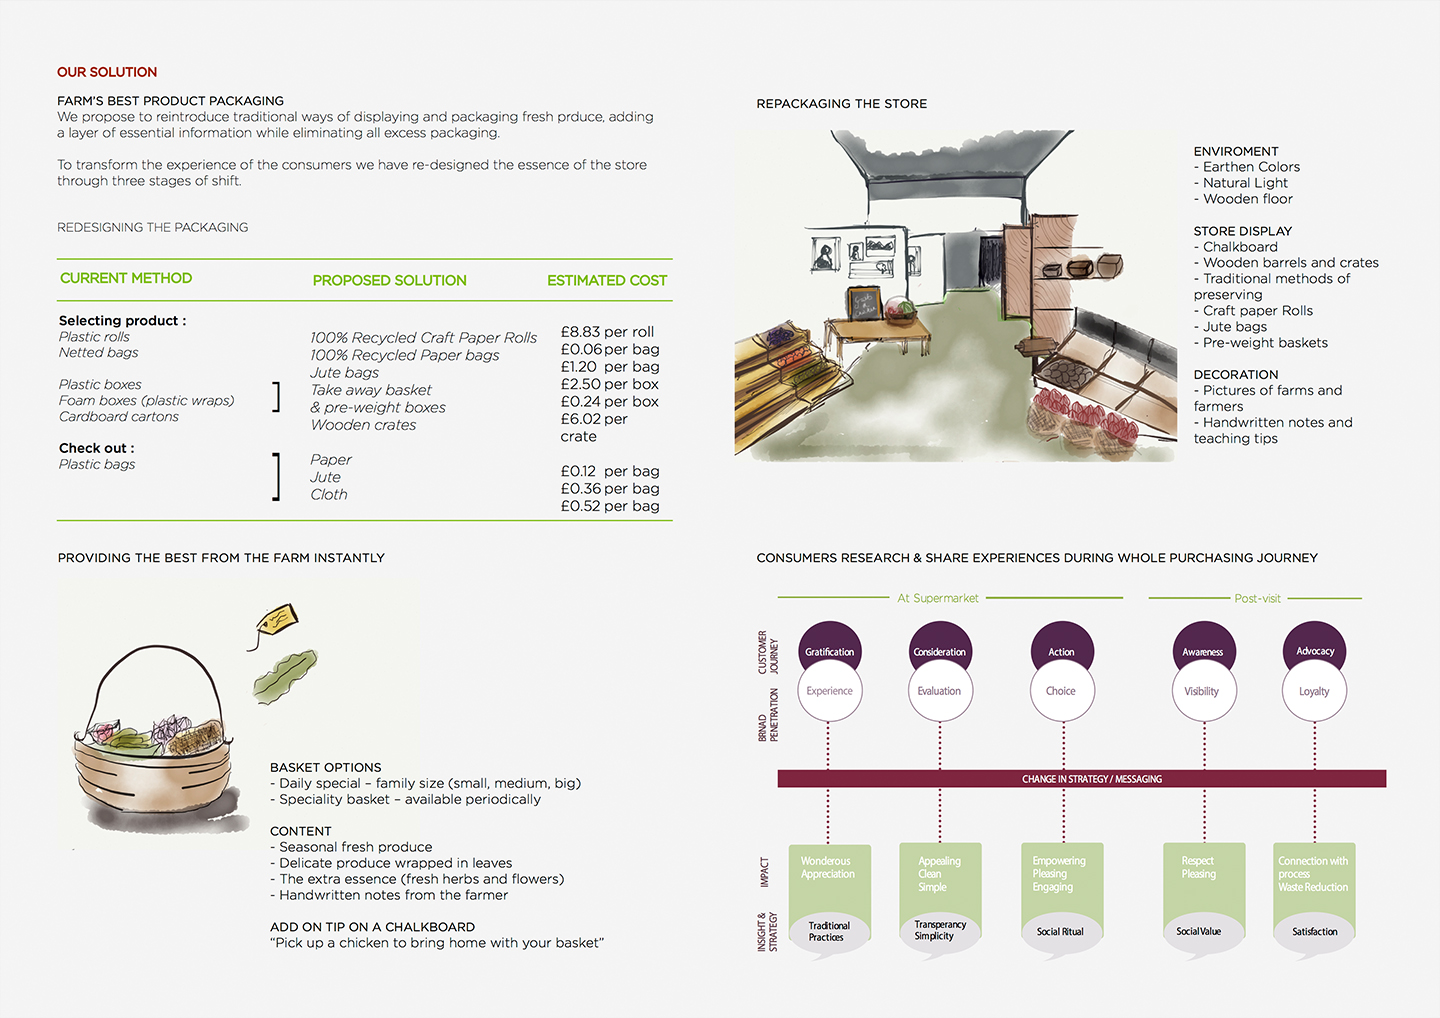 OUR SOLUTION
FARM'S BEST PRODUCT PACKAGING
We propose to reintroduce traditional ways of displaying and packaging fresh prduce, adding
a layer of essential information while eliminating all excess packaging.
To transform the experience of the consumers we have re-designed the essence of the store
through three stages of shift.
REDESIGNING THE PACKAGING
CURRENT METHOD
PROPOSED SOLUTION
ESTIMATED COST
Selecting product :
Plastic rolls
Netted bags
Plastic boxes
Foam boxes (plastic wraps)
Cardboard cartons
Check out :
Plastic bags
100% Recycled Craft Paper Rolls
100% Recycled Paper bags
Jute bags
Take away basket
& pre-weight boxes
Wooden crates
Paper
Jute
Cloth
£8.83 per roll
£0.06 per bag
£1.20 per bag
£2.50 per box
£0.24 per box
£6.02 per
crate
£0.12 per bag
£0.36 per bag
£0.52 per bag
PROVIDING THE BEST FROM THE FARM INSTANTLY
BASKET OPTIONS
- Daily special – family size (small, medium, big)
- Speciality basket – available periodically
CONTENT
- Seasonal fresh produce
- Delicate produce wrapped in leaves
- The extra essence (fresh herbs and flowers)
- Handwritten notes from the farmer
ADD ON TIP ON A CHALKBOARD
“Pick up a chicken to bring home with your basket”
REPACKAGING THE STORE
ENVIROMENT
- Earthen Colors
- Natural Light
- Wooden floor
STORE DISPLAY
- Chalkboard
- Wooden barrels and crates
- Traditional methods of
preserving
- Craft paper Rolls
- Jute bags
- Pre-weight baskets
DECORATION
- Pictures of farms and
farmers
- Handwritten notes and
teaching tips
CONSUMERS RESEARCH & SHARE EXPERIENCES DURING WHOLE PURCHASING JOURNEY
At Supermarket
Post-visit
CUSTOMER
JOURNEY
Gratification
Consideration
Action
Awareness
Advocacy
BRNAD
PENETRATION
Experience
Evaluation
Choice
Visibility
Loyalty
CHANGE IN STRATEGY / MESSAGING
IMPACT
Wonderous
Appreciation
Appealing
Clean
Simple
Empowering
Pleasing
Engaging
Respect
Pleasing
Connection with
process
Waste Reduction
INSIGHT &
STRATEGY
Traditional
Practices
Transperancy
Simplicity
Social Ritual
Social Value
Satisfaction